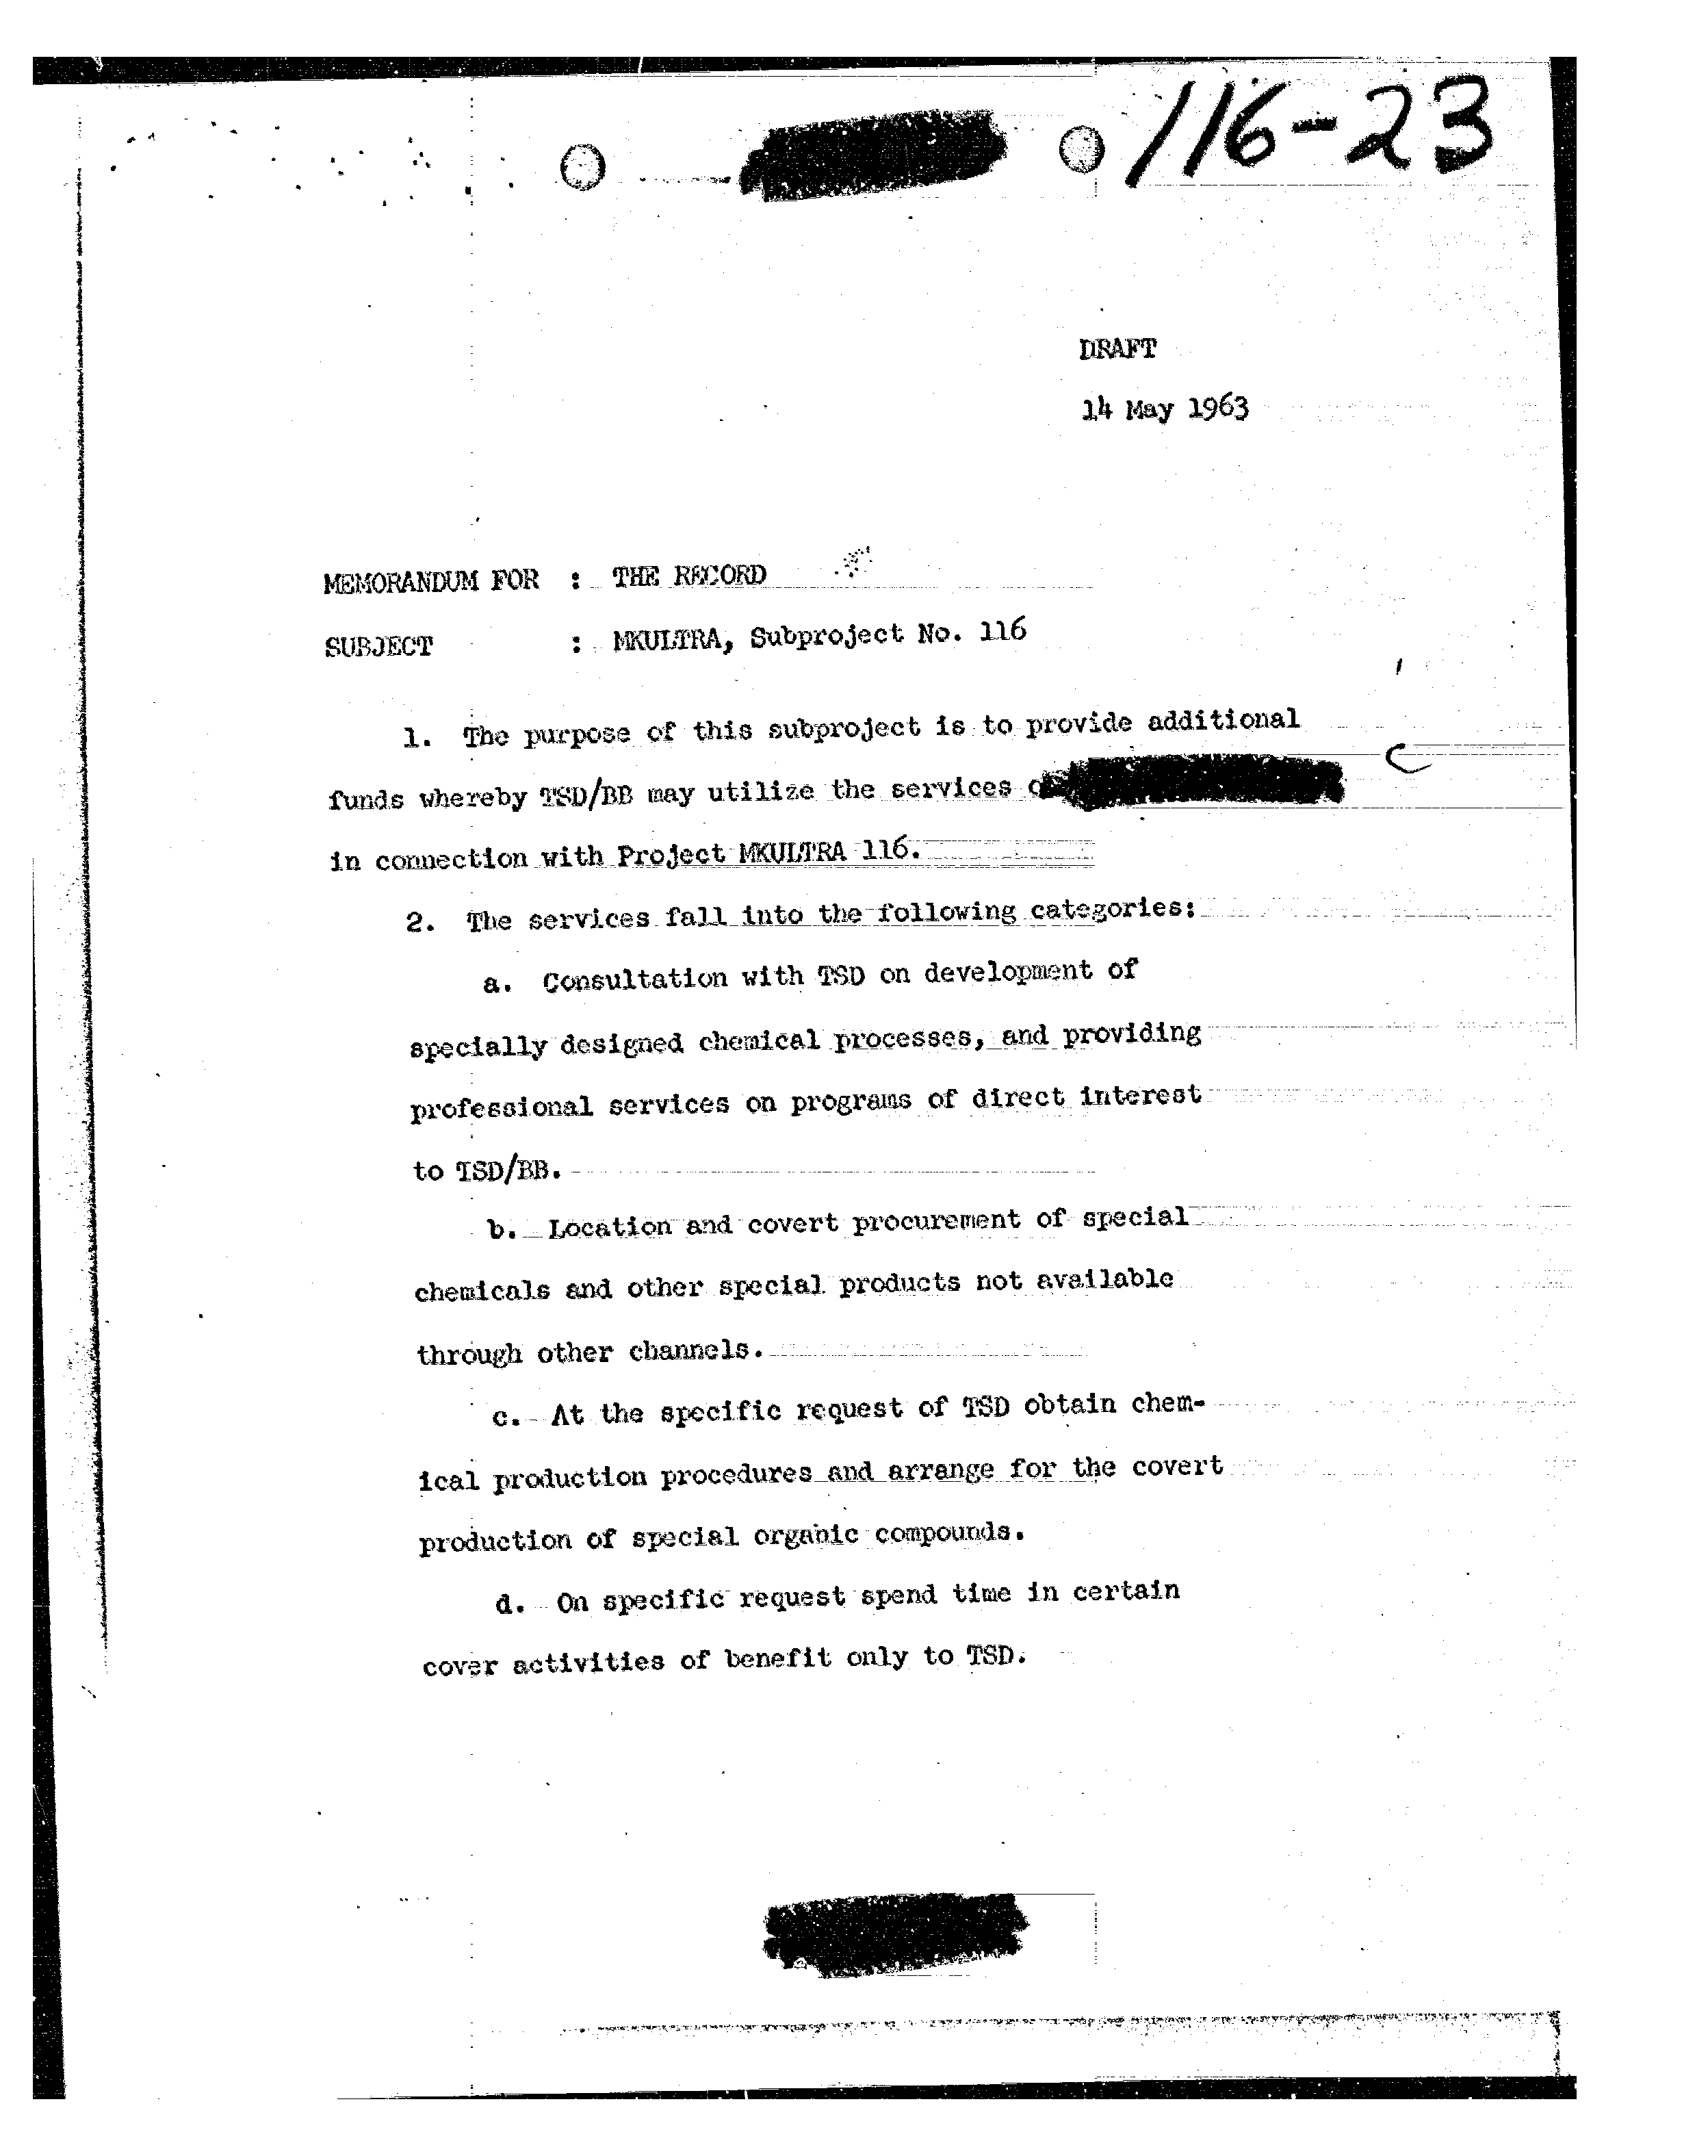 116-23
DRAFT
14 May 1963
MEMORANDUM FOR : THE RECORD
SUBJECT : MKULTRA, Subproject No. 116
1. The purpose of this subproject is to provide additional
funds whereby TSD/BB may utilize the services
in connection with Project MKULTRA 116.
2. The services fall into the following categories:
a. Consultation with TSD on development of
specially designed chemical processes, and providing
professional services on programs of direct interest
to TSD/BB.
b. Location and covert procurement of special
chemicals and other special products not available
through other channels.
c. At the specific request of TSD obtain chem-
ical production procedures and arrange for the covert
production of special organic compounds.
d. On specific request spend time in certain
cover activities of benefit only to TSD.